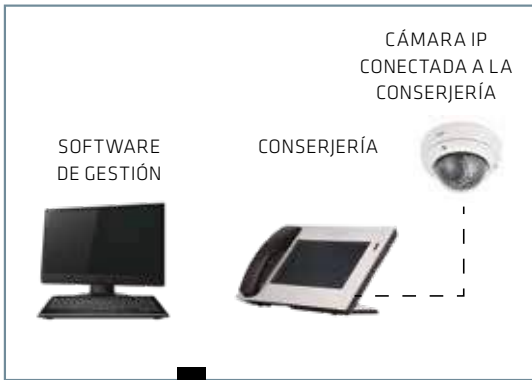 CÁMARA IP
CONECTADA A LA
CONSERJERÍA
SOFTWARE
DE GESTIÓN
CONSERJERÍA